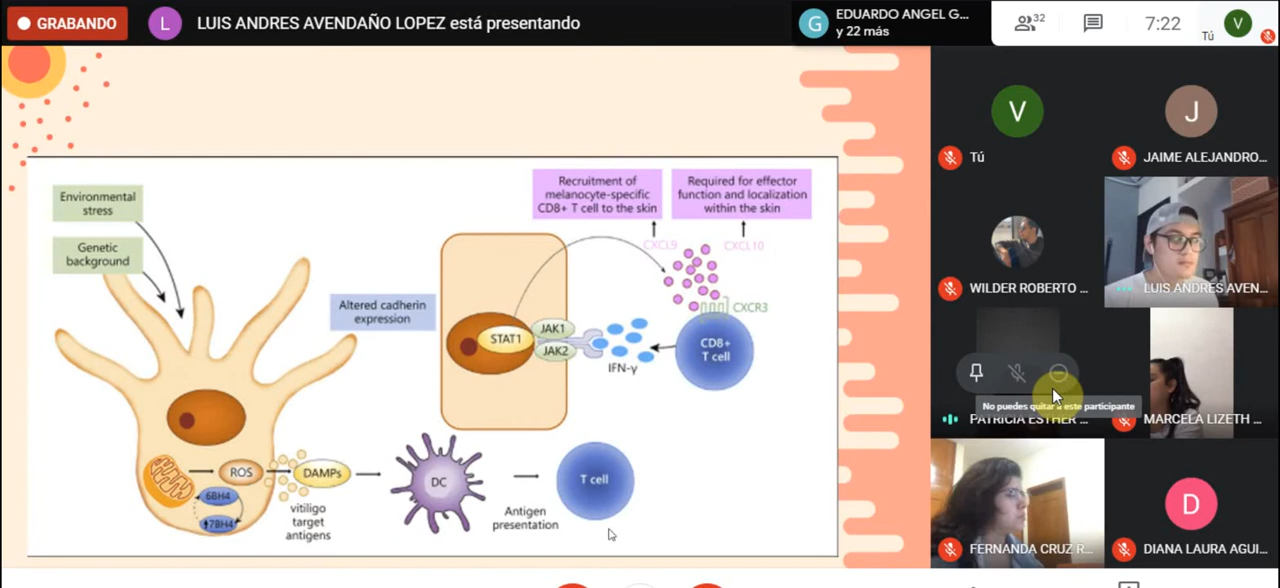 GRABANDO
L
LUIS ANDRES AVENDAÑO LOPEZ está presentando
G
EDUARDO ANGEL G...
y 22 más
32
7:22
Tú
V
Environmental
stress
Genetic
background
Altered cadherin
expression
Recruitment of
melanocyte-specific
CD8+ T cell to the skin
Required for effector
function and localization
within the skin
CXCL9
CXCL10
CXCR3
STAT1
JAK1
JAK2
IFN-γ
CD8+
T cell
ROS
DAMPs
6BH4
↑7BH4
vitiligo
target
antigens
DC
Antigen
presentation
T cell
V
Tú
J
JAIME ALEJANDRO...
WILDER ROBERTO ...
LUIS ANDRES AVEN...
No puedes quitar a este participante
PATRICIA ESTHER ...
MARCELA LIZETH ...
FERNANDA CRUZ R...
D
DIANA LAURA AGUI...